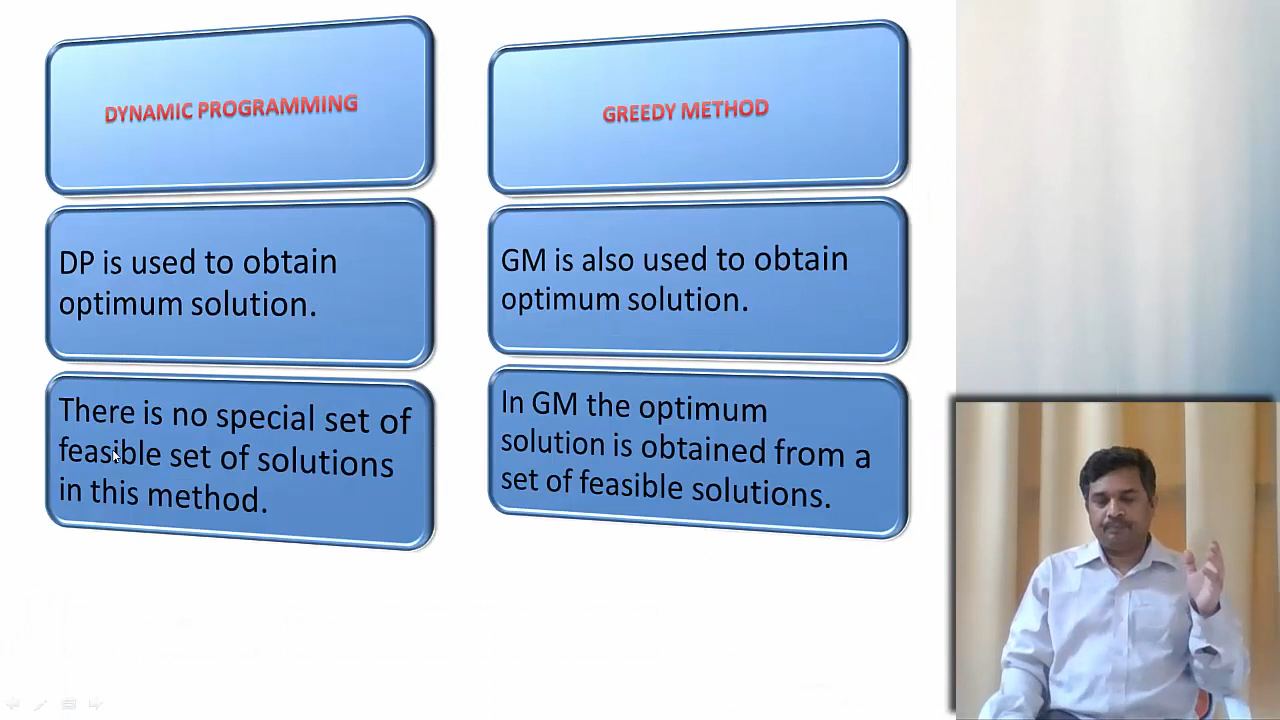 DYNAMIC PROGRAMMING
DP is used to obtain
optimum solution.
There is no special set of
feasible set of solutions
in this method.
GREEDY METHOD
GM is also used to obtain
optimum solution.
In GM the optimum
solution is obtained from a
set of feasible solutions.